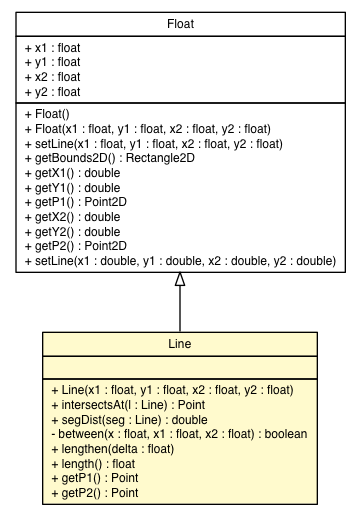 Float
+ x1 : float
+ y1 : float
+ x2 : float
+ y2 : float
+ Float()
+ Float(x1 : float, y1 : float, x2 : float, y2 : float)
+ setLine(x1 : float, y1 : float, x2 : float, y2 : float)
+ getBounds2D() : Rectangle2D
+ getX1() : double
+ getY1() : double
+ getP1() : Point2D
+ getX2() : double
+ getY2() : double
+ getP2() : Point2D
+ setLine(x1 : double, y1 : double, x2 : double, y2 : double)
Line
+ Line(x1 : float, y1 : float, x2 : float, y2 : float)
+ intersectsAt(l : Line) : Point
+ segDist(seg : Line) : double
- between(x : float, x1 : float, x2 : float) : boolean
+ lengthen(delta : float)
+ length() : float
+ getP1() : Point
+ getP2() : Point